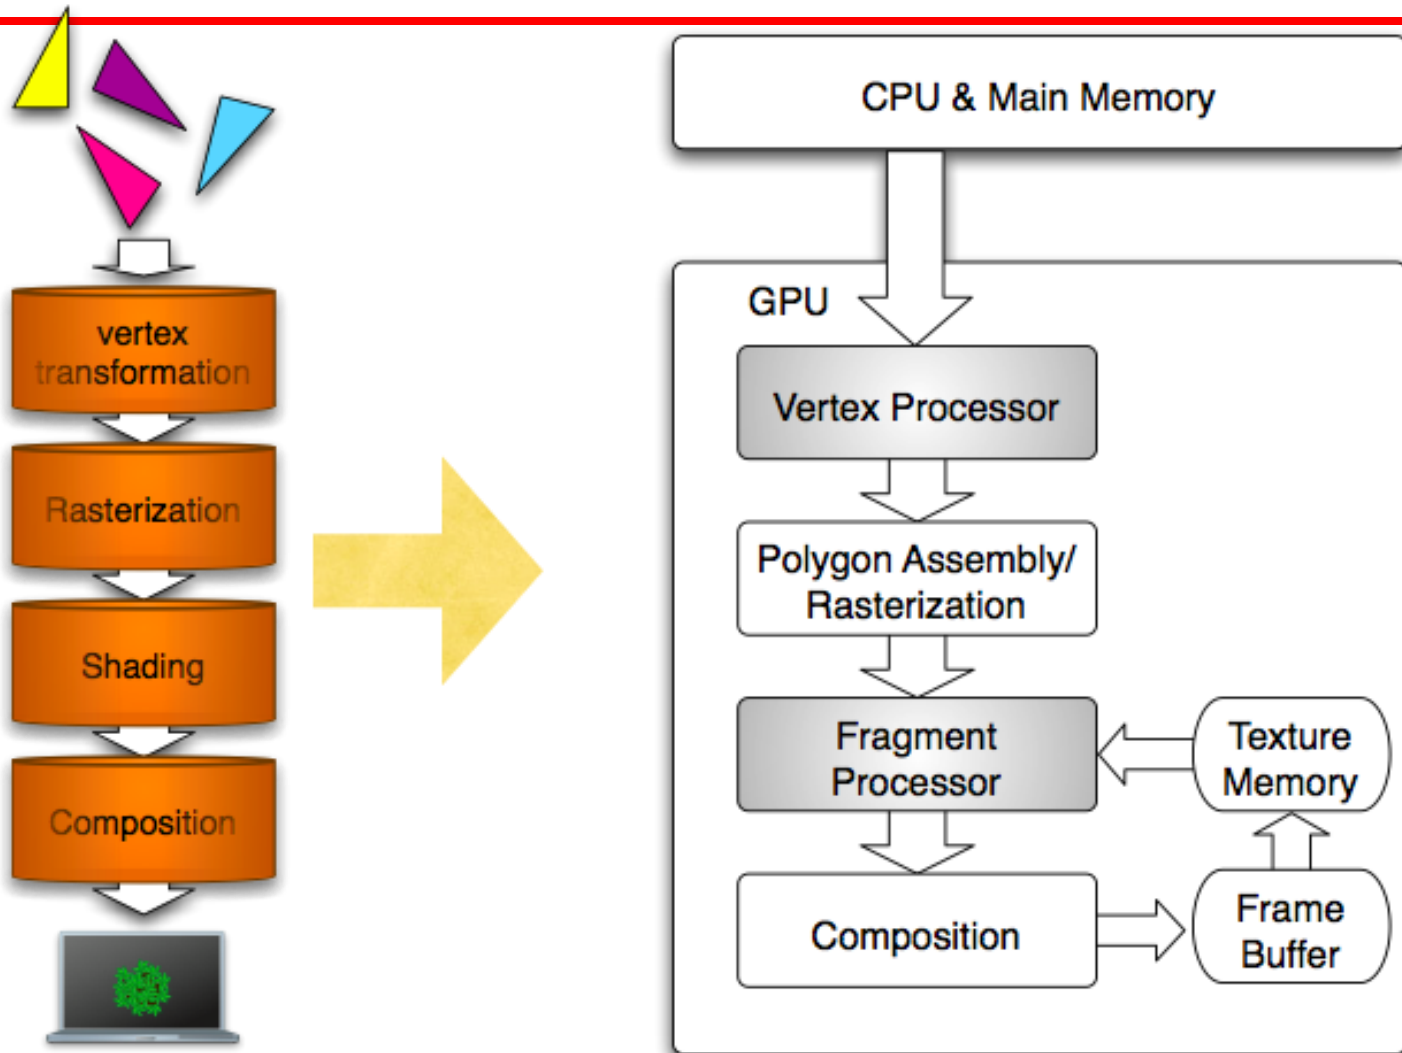 vertex
transformation
Rasterization
Shading
Composition
CPU & Main Memory
GPU
Vertex Processor
Polygon Assembly/
Rasterization
Fragment
Processor
Texture
Memory
Composition
Frame
Buffer